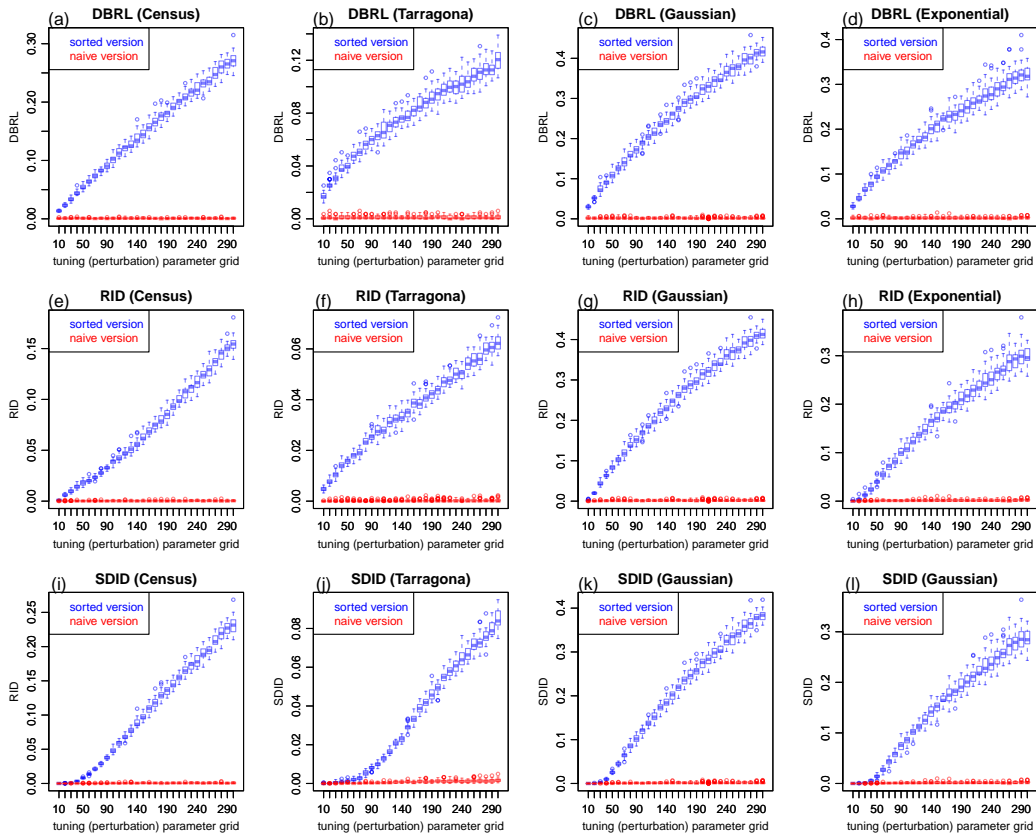 (a) DBRL (Census)
sorted version
naive version
DBRL
0.00 0.10 0.20 0.30
10 50 90 140 190 240 290
tuning (perturbation) parameter grid
(b) DBRL (Tarragona)
sorted version
naive version
DBRL
0.00 0.04 0.08 0.12
10 50 90 140 190 240 290
tuning (perturbation) parameter grid
(c) DBRL (Gaussian)
sorted version
naive version
DBRL
0.0 0.1 0.2 0.3 0.4
10 50 90 140 190 240 290
tuning (perturbation) parameter grid
(d) DBRL (Exponential)
sorted version
naive version
DBRL
0.0 0.1 0.2 0.3 0.4
10 50 90 140 190 240 290
tuning (perturbation) parameter grid
(e) RID (Census)
sorted version
naive version
RID
0.00 0.05 0.10 0.15
10 50 90 140 190 240 290
tuning (perturbation) parameter grid
(f) RID (Tarragona)
sorted version
naive version
RID
0.00 0.02 0.04 0.06
10 50 90 140 190 240 290
tuning (perturbation) parameter grid
(g) RID (Gaussian)
sorted version
naive version
RID
0.0 0.1 0.2 0.3 0.4
10 50 90 140 190 240 290
tuning (perturbation) parameter grid
(h) RID (Exponential)
sorted version
naive version
RID
0.0 0.1 0.2 0.3
10 50 90 140 190 240 290
tuning (perturbation) parameter grid
(i) SDID (Census)
sorted version
naive version
RID
0.00 0.05 0.10 0.15 0.20 0.25
10 50 90 140 190 240 290
tuning (perturbation) parameter grid
(j) SDID (Tarragona)
sorted version
naive version
SDID
0.00 0.02 0.04 0.06 0.08
10 50 90 140 190 240 290
tuning (perturbation) parameter grid
(k) SDID (Gaussian)
sorted version
naive version
SDID
0.0 0.1 0.2 0.3 0.4
10 50 90 140 190 240 290
tuning (perturbation) parameter grid
(l) SDID (Gaussian)
sorted version
naive version
SDID
0.0 0.1 0.2 0.3
10 50 90 140 190 240 290
tuning (perturbation) parameter grid